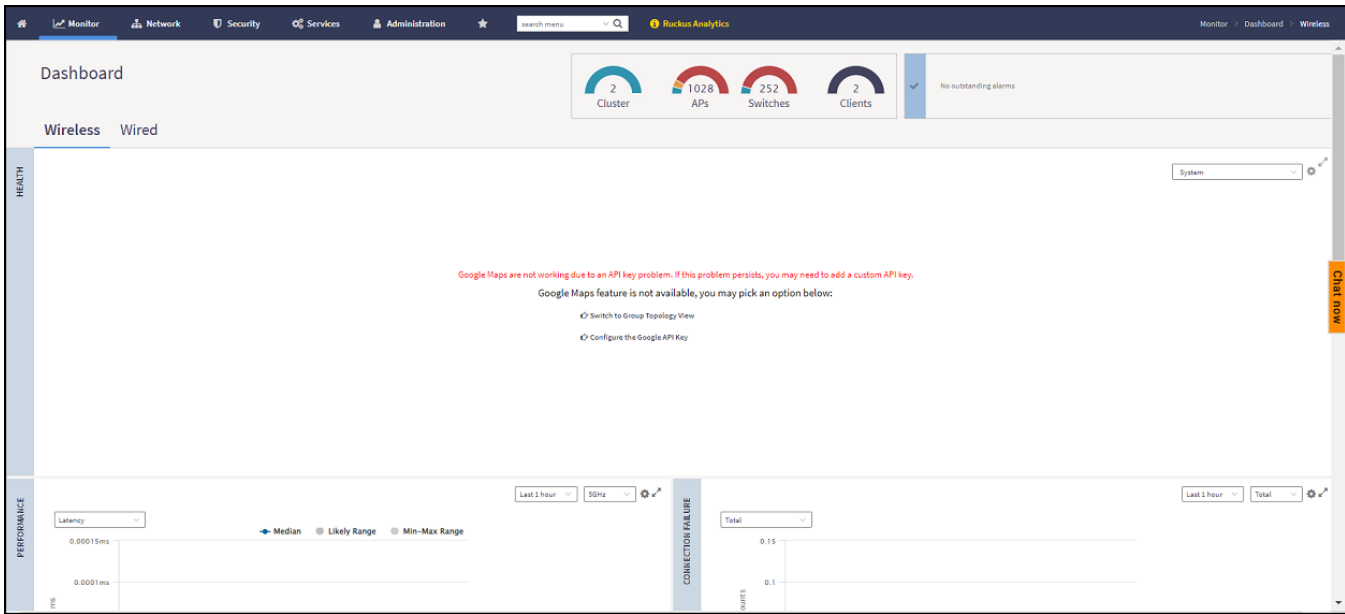 Monitor Network Security Services Administration search menu Ruckus Analytics Monitor > Dashboard > Wireless
Dashboard
2 Cluster
1028 APs
252 Switches
2 Clients
No outstanding alarms
Wireless Wired
HEALTH
System
Google Maps are not working due to an API key problem. If this problem persists, you may need to add a custom API key.
Google Maps feature is not available, you may pick an option below:
Switch to Group Topology View
Configure the Google API Key
Chat now
PERFORMANCE
Last 1 hour 5GHz
Latency
Median Likely Range Min-Max Range
0.00015ms
0.0001ms
ms
CONNECTION FAILURE
Last 1 hour Total
Total
0.15
0.1
ounts